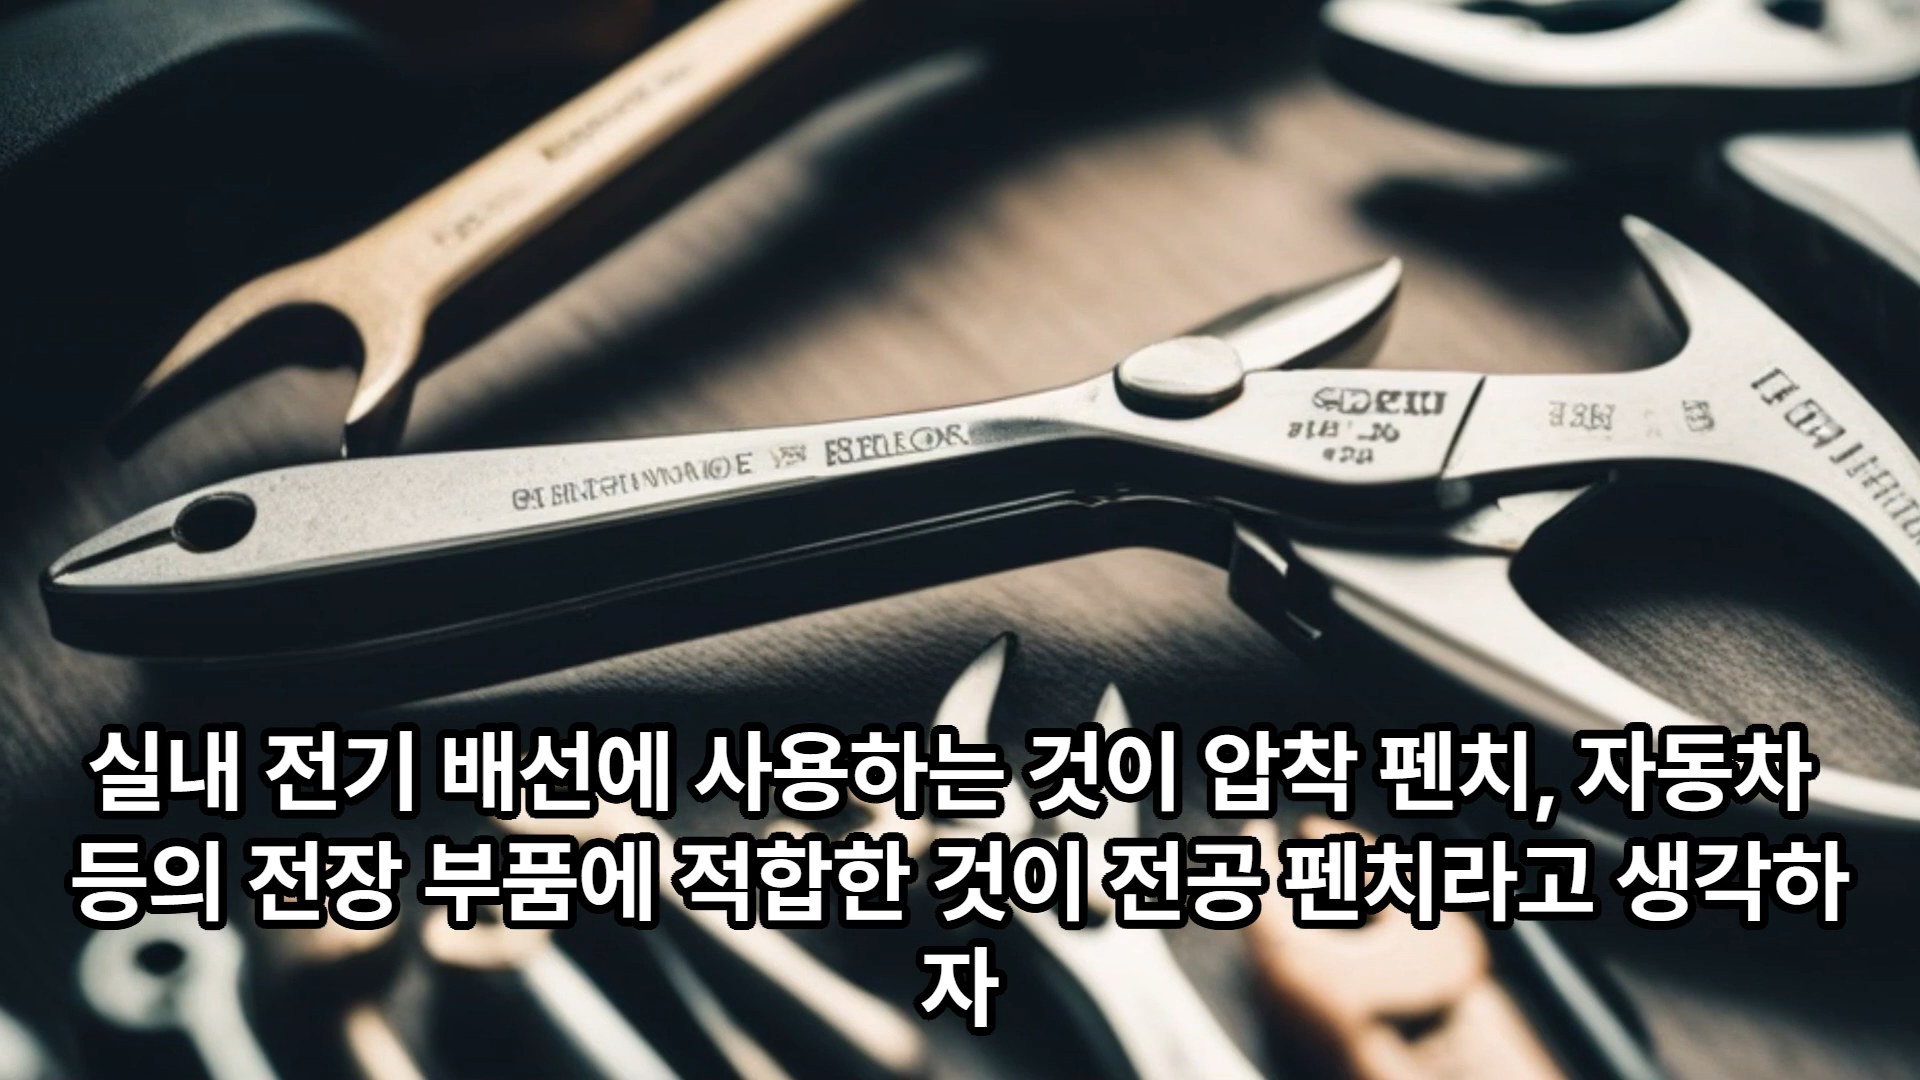 실내 전기 배선에 사용하는 것이 압착 펜치, 자동차
등의 전장 부품에 적합한 것이 전공 펜치라고 생각하
자